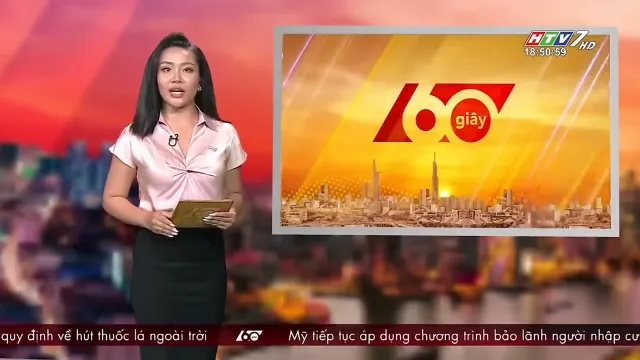 HTV7 HD
18:50:59
60 giây
quy định về hút thuốc lá ngoài trời
60
Mỹ tiếp tục áp dụng chương trình bảo lãnh người nhập